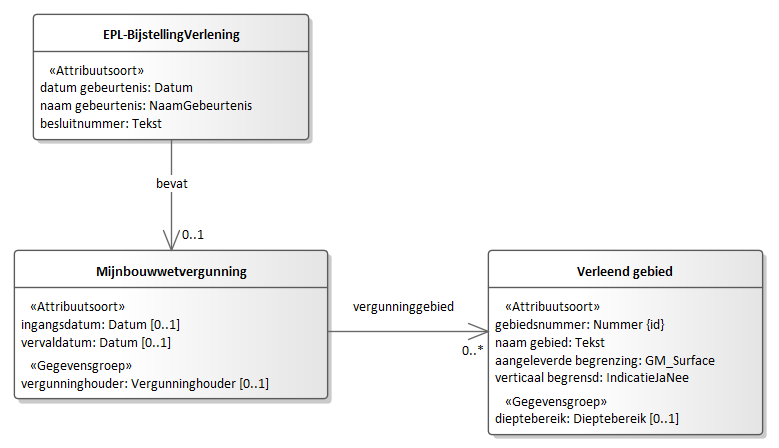 EPL-BijstellingVerlening
«Attribuutsoort»
datum gebeurtenis: Datum
naam gebeurtenis: NaamGebeurtenis
besluitnummer: Tekst
bevat
0..1
Mijnbouwwetvergunning
«Attribuutsoort»
ingangsdatum: Datum [0..1]
vervaldatum: Datum [0..1]
«Gegevensgroep»
vergunninghouder: Vergunninghouder [0..1]
vergunninggebied
0..*
Verleend gebied
«Attribuutsoort»
gebiedsnummer: Nummer {id}
naam gebied: Tekst
aangeleverde begrenzing: GM_Surface
verticaal begrensd: IndicatieJaNee
«Gegevensgroep»
dieptebereik: Dieptebereik [0..1]